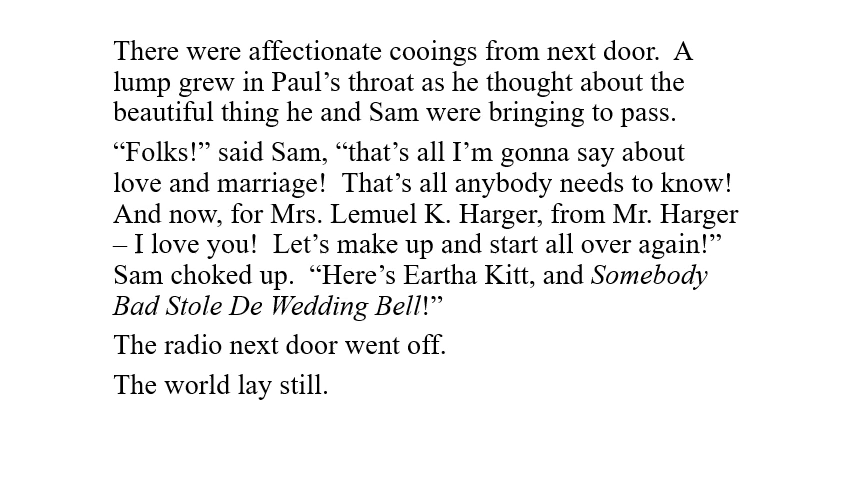 There were affectionate cooings from next door.  A
lump grew in Paul’s throat as he thought about the
beautiful thing he and Sam were bringing to pass.
“Folks!” said Sam, “that’s all I’m gonna say about
love and marriage!  That’s all anybody needs to know!
And now, for Mrs. Lemuel K. Harger, from Mr. Harger
– I love you!  Let’s make up and start all over again!”
Sam choked up.  “Here’s Eartha Kitt, and Somebody
Bad Stole De Wedding Bell!”
The radio next door went off.
The world lay still.